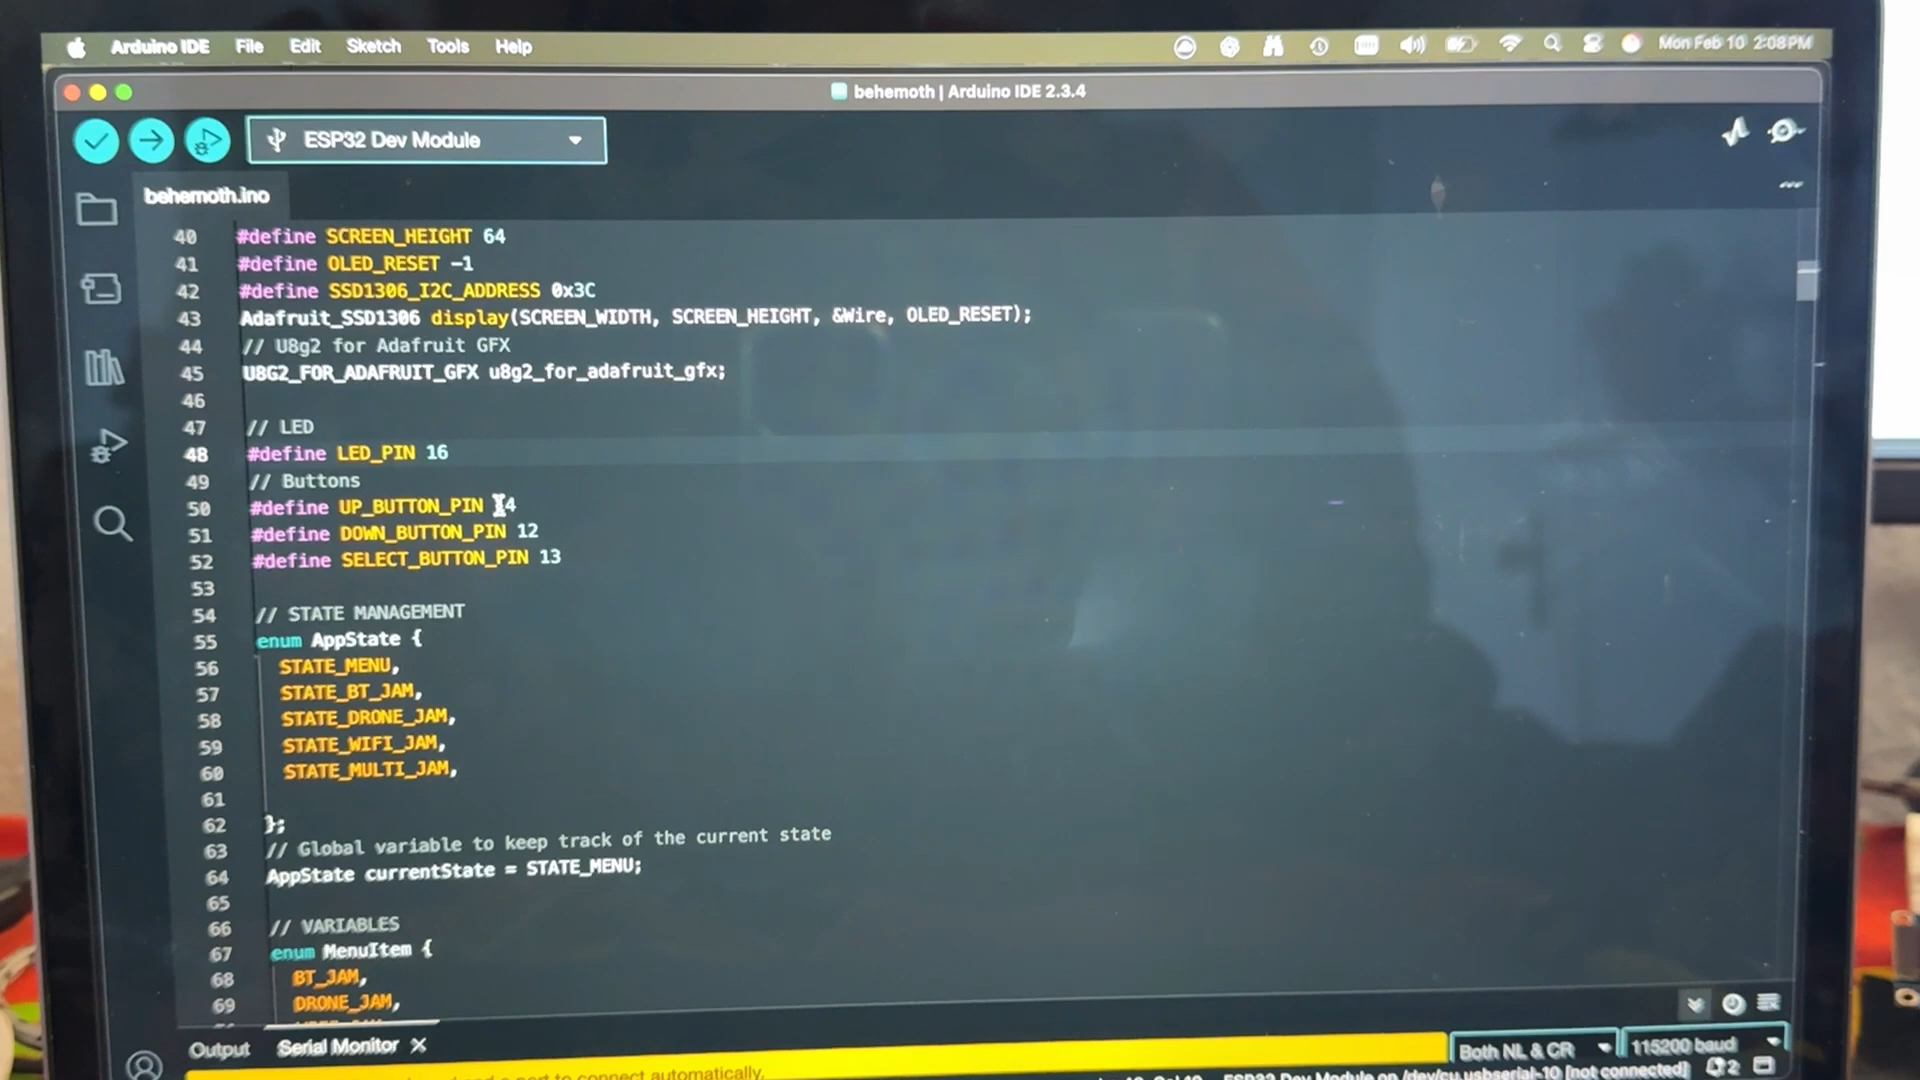 Arduino IDE File Edit Sketch Tools Help Mon Feb 10 2:08 PM
behemoth | Arduino IDE 2.3.4
ESP32 Dev Module
behemoth.ino
40 #define SCREEN_HEIGHT 64
41 #define OLED_RESET -1
42 #define SSD1306_I2C_ADDRESS 0x3C
43 Adafruit_SSD1306 display(SCREEN_WIDTH, SCREEN_HEIGHT, &Wire, OLED_RESET);
44 // U8g2 for Adafruit GFX
45 U8G2_FOR_ADAFRUIT_GFX u8g2_for_adafruit_gfx;
46
47 // LED
48 #define LED_PIN 16
49 // Buttons
50 #define UP_BUTTON_PIN 4
51 #define DOWN_BUTTON_PIN 12
52 #define SELECT_BUTTON_PIN 13
53
54 // STATE MANAGEMENT
55 enum AppState {
56 STATE_MENU,
57 STATE_BT_JAM,
58 STATE_DRONE_JAM,
59 STATE_WIFI_JAM,
60 STATE_MULTI_JAM,
61
62 };
63 // Global variable to keep track of the current state
64 AppState currentState = STATE_MENU;
65
66 // VARIABLES
67 enum MenuItem {
68 BT_JAM,
69 DRONE_JAM,
Output Serial Monitor Both NL & CR 115200 baud
to connect automatically.
ESP32 Dev Module on /dev/cu.usbserial-10 [not connected] 2